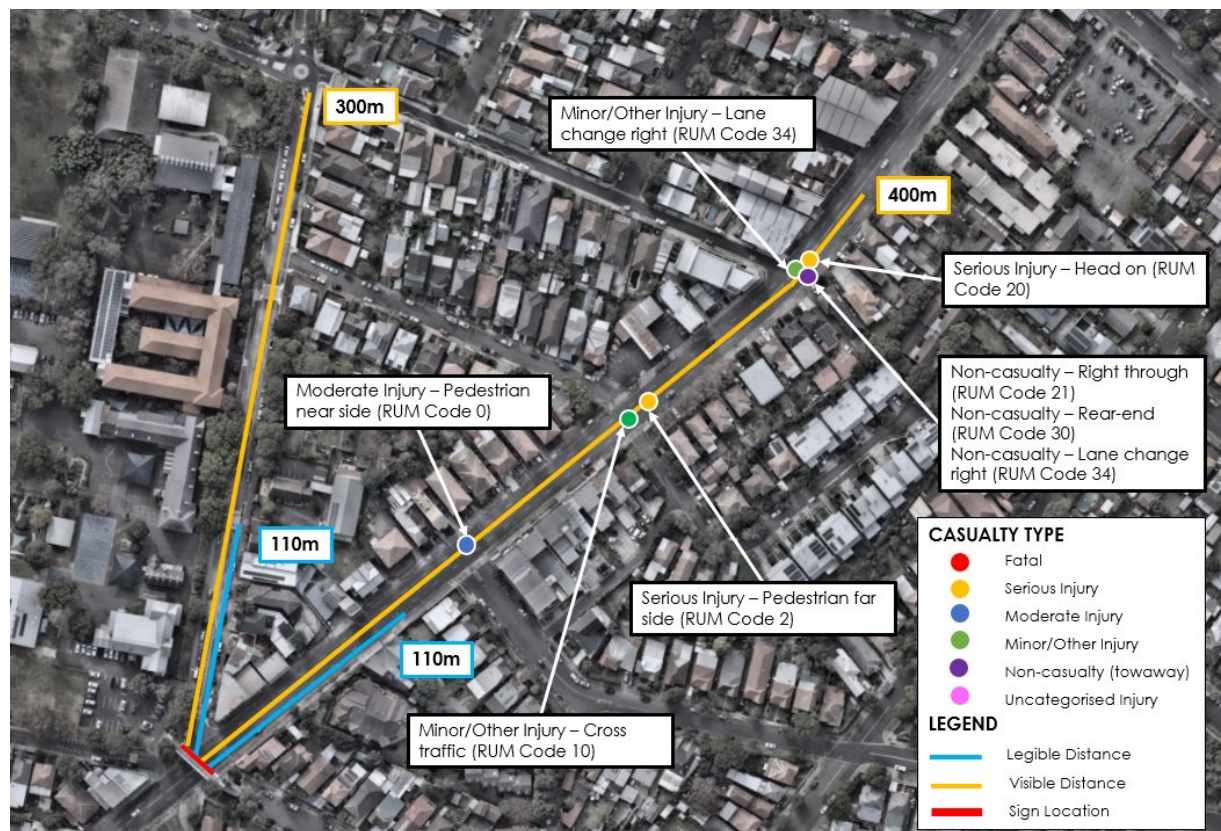 300m
Minor/Other Injury – Lane
change right (RUM Code 34)
400m
Serious Injury – Head on (RUM
Code 20)
Non-casualty – Right through
(RUM Code 21)
Non-casualty – Rear-end
(RUM Code 30)
Non-casualty – Lane change
right (RUM Code 34)
Moderate Injury – Pedestrian
near side (RUM Code 0)
110m
Serious Injury – Pedestrian far
side (RUM Code 2)
110m
Minor/Other Injury – Cross
traffic (RUM Code 10)
CASUALTY TYPE
Fatal
Serious Injury
Moderate Injury
Minor/Other Injury
Non-casualty (towaway)
Uncategorised Injury
LEGEND
Legible Distance
Visible Distance
Sign Location